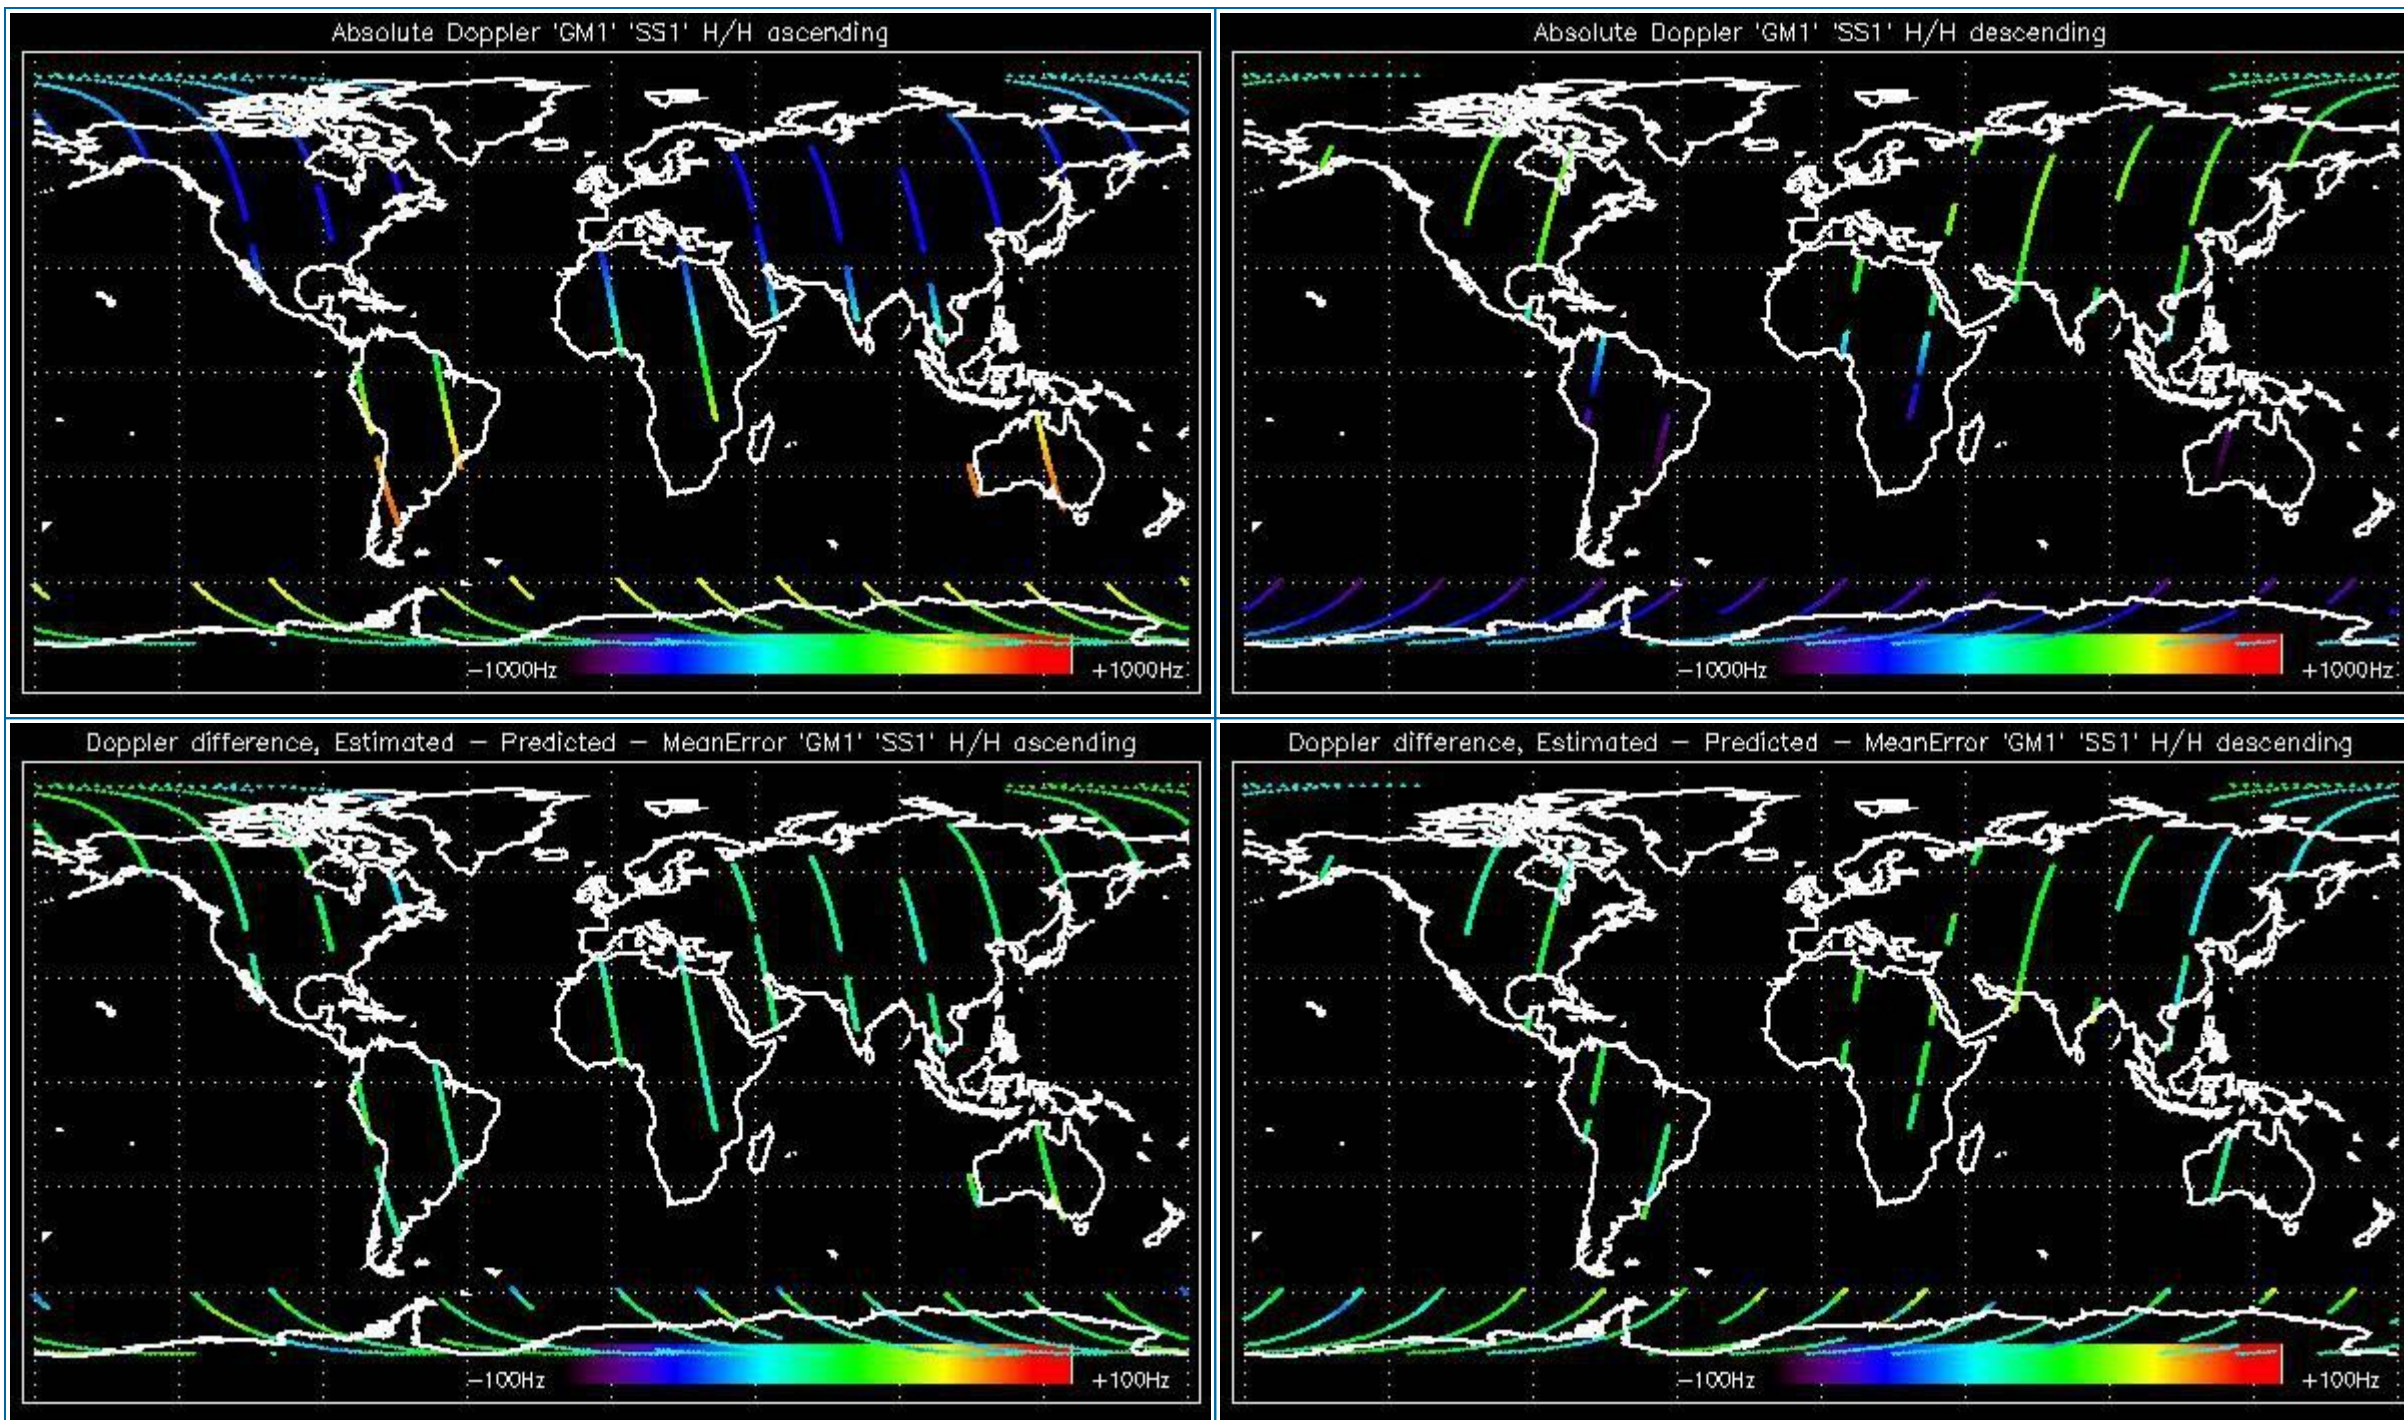 Absolute Doppler 'GM1' 'SS1' H/H ascending
-1000Hz
+1000Hz
Absolute Doppler 'GM1' 'SS1' H/H descending
-1000Hz
+1000Hz
Doppler difference, Estimated - Predicted - MeanError 'GM1' 'SS1' H/H ascending
-100Hz
+100Hz
Doppler difference, Estimated - Predicted - MeanError 'GM1' 'SS1' H/H descending
-100Hz
+100Hz